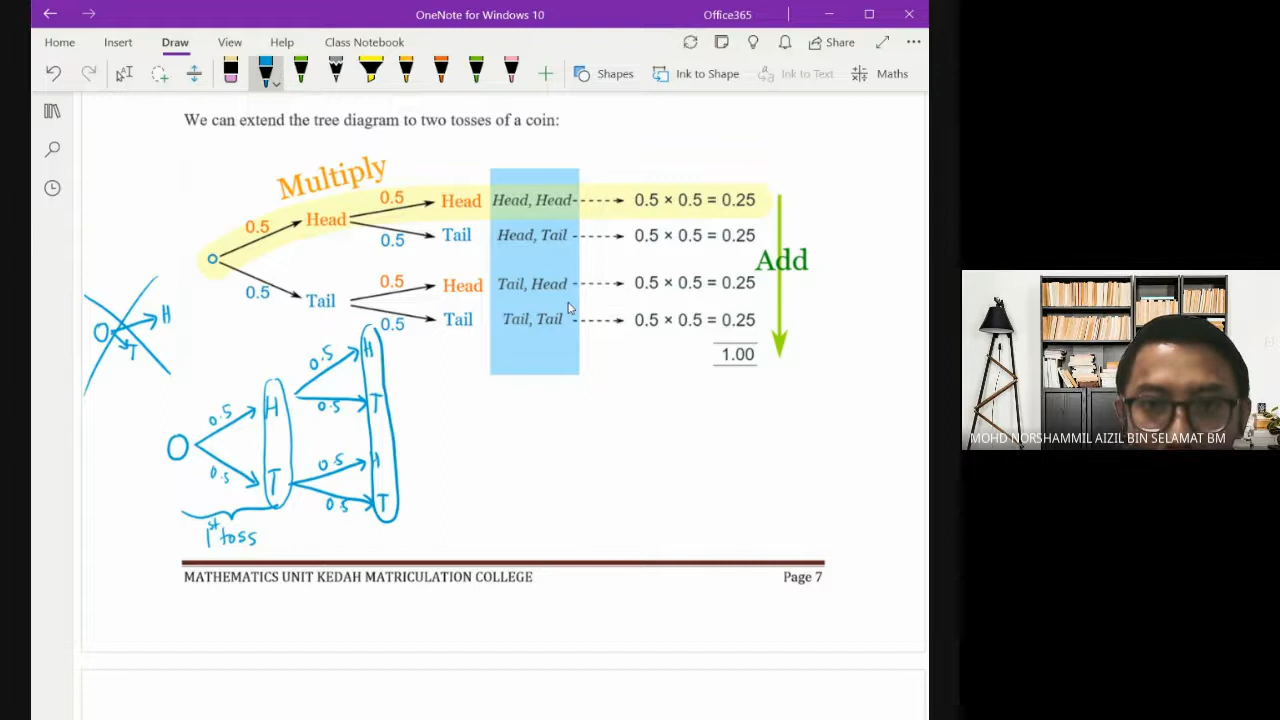 OneNote for Windows 10
Office365
Home Insert Draw View Help Class Notebook
Share
Shapes Ink to Shape Ink to Text Maths
We can extend the tree diagram to two tosses of a coin:
Multiply
0.5 Head 0.5 Head Head, Head 0.5 × 0.5 = 0.25
0.5 Tail Head, Tail 0.5 × 0.5 = 0.25
Add
0.5 Tail 0.5 Head Tail, Head 0.5 × 0.5 = 0.25
0.5 Tail Tail, Tail 0.5 × 0.5 = 0.25
1.00
O H
T
0.5 H
0.5 T
O 0.5 H
0.5 T
0.5 H
0.5 T
1st toss
MATHEMATICS UNIT KEDAH MATRICULATION COLLEGE Page 7
MOHD NORSHAMMIL AIZIL BIN SELAMAT BM